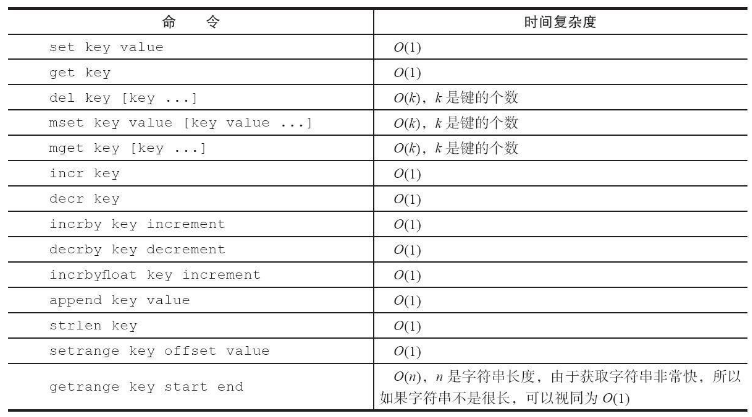 命 令 时间复杂度
set key value O(1)
get key O(1)
del key [key ...] O(k)，k 是键的个数
mset key value [key value ...] O(k)，k 是键的个数
mget key [key ...] O(k)，k 是键的个数
incr key O(1)
decr key O(1)
incrby key increment O(1)
decrby key decrement O(1)
incrbyfloat key increment O(1)
append key value O(1)
strlen key O(1)
setrange key offset value O(1)
getrange key start end O(n)，n 是字符串长度，由于获取字符串非常快，所以
如果字符串不是很长，可以视同为 O(1)